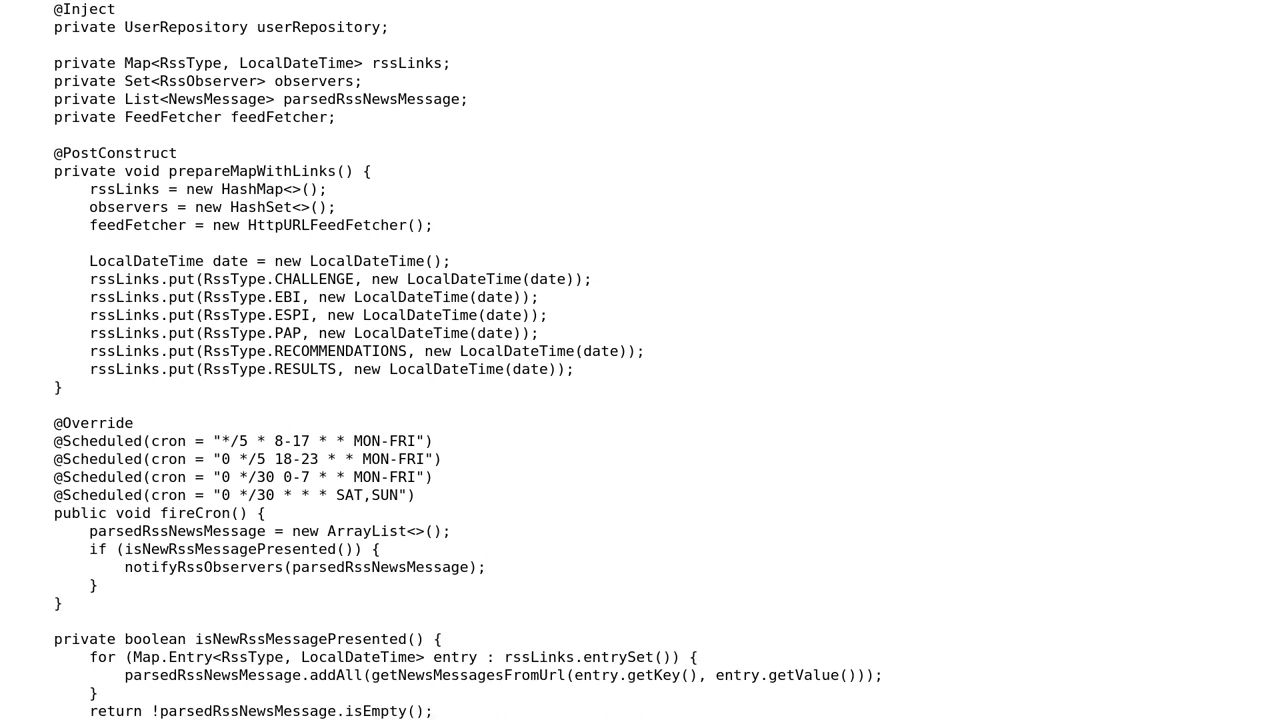 @Inject
private UserRepository userRepository;
private Map<RssType, LocalDateTime> rssLinks;
private Set<RssObserver> observers;
private List<NewsMessage> parsedRssNewsMessage;
private FeedFetcher feedFetcher;
@PostConstruct
private void prepareMapWithLinks() {
rssLinks = new HashMap<>();
observers = new HashSet<>();
feedFetcher = new HttpURLFeedFetcher();
LocalDateTime date = new LocalDateTime();
rssLinks.put(RssType.CHALLENGE, new LocalDateTime(date));
rssLinks.put(RssType.EBI, new LocalDateTime(date));
rssLinks.put(RssType.ESPI, new LocalDateTime(date));
rssLinks.put(RssType.PAP, new LocalDateTime(date));
rssLinks.put(RssType.RECOMMENDATIONS, new LocalDateTime(date));
rssLinks.put(RssType.RESULTS, new LocalDateTime(date));
}
@Override
@Scheduled(cron = "*/5 * 8-17 * * MON-FRI")
@Scheduled(cron = "0 */5 18-23 * * MON-FRI")
@Scheduled(cron = "0 */30 0-7 * * MON-FRI")
@Scheduled(cron = "0 */30 * * * SAT,SUN")
public void fireCron() {
parsedRssNewsMessage = new ArrayList<>();
if (isNewRssMessagePresented()) {
notifyRssObservers(parsedRssNewsMessage);
}
}
private boolean isNewRssMessagePresented() {
for (Map.Entry<RssType, LocalDateTime> entry : rssLinks.entrySet()) {
parsedRssNewsMessage.addAll(getNewsMessagesFromUrl(entry.getKey(), entry.getValue()));
}
return !parsedRssNewsMessage.isEmpty();